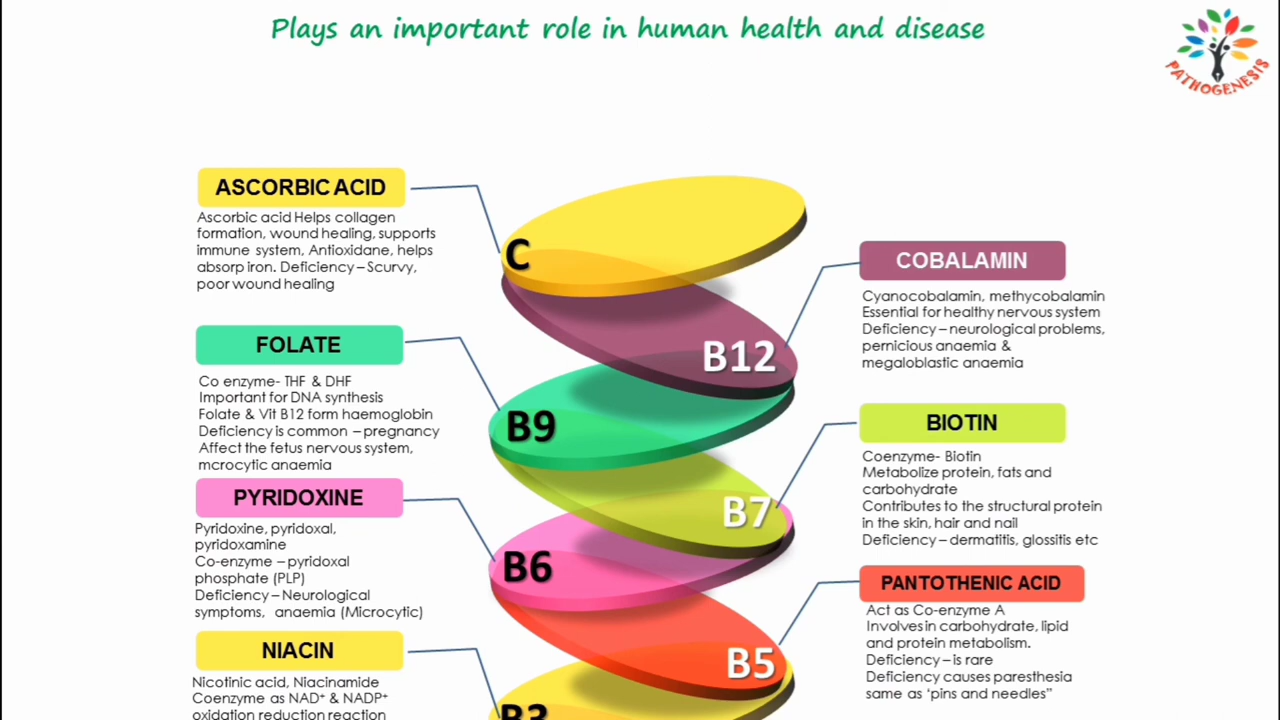 Plays an important role in human health and disease
PATHOGENESIS
ASCORBIC ACID
Ascorbic acid Helps collagen
formation, wound healing, supports
immune system, Antioxidane, helps
absorp iron. Deficiency – Scurvy,
poor wound healing
C
COBALAMIN
Cyanocobalamin, methycobalamin
Essential for healthy nervous system
Deficiency – neurological problems,
pernicious anaemia &
megaloblastic anaemia
B12
FOLATE
Co enzyme- THF & DHF
Important for DNA synthesis
Folate & Vit B12 form haemoglobin
Deficiency is common – pregnancy
Affect the fetus nervous system,
mcrocytic anaemia
B9
BIOTIN
Coenzyme- Biotin
Metabolize protein, fats and
carbohydrate
Contributes to the structural protein
in the skin, hair and nail
Deficiency – dermatitis, glossitis etc
B7
PYRIDOXINE
Pyridoxine, pyridoxal,
pyridoxamine
Co-enzyme – pyridoxal
phosphate (PLP)
Deficiency – Neurological
symptoms, anaemia (Microcytic)
B6
PANTOTHENIC ACID
Act as Co-enzyme A
Involves in carbohydrate, lipid
and protein metabolism.
Deficiency – is rare
Deficiency causes paresthesia
same as ‘pins and needles”
B5
NIACIN
Nicotinic acid, Niacinamide
Coenzyme as NAD⁺ & NADP⁺
oxidation reduction reaction
B3